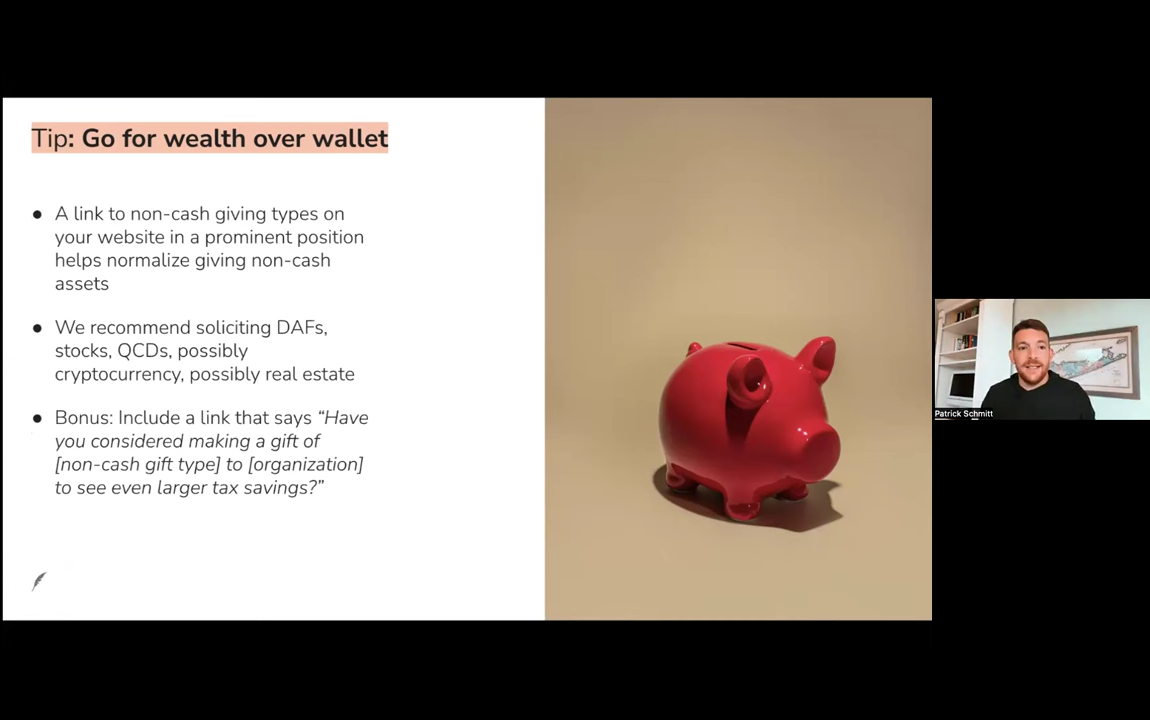 Tip: Go for wealth over wallet
● A link to non-cash giving types on
your website in a prominent position
helps normalize giving non-cash
assets
● We recommend soliciting DAFs,
stocks, QCDs, possibly
cryptocurrency, possibly real estate
● Bonus: Include a link that says “Have
you considered making a gift of
[non-cash gift type] to [organization]
to see even larger tax savings?”
Patrick Schmitt